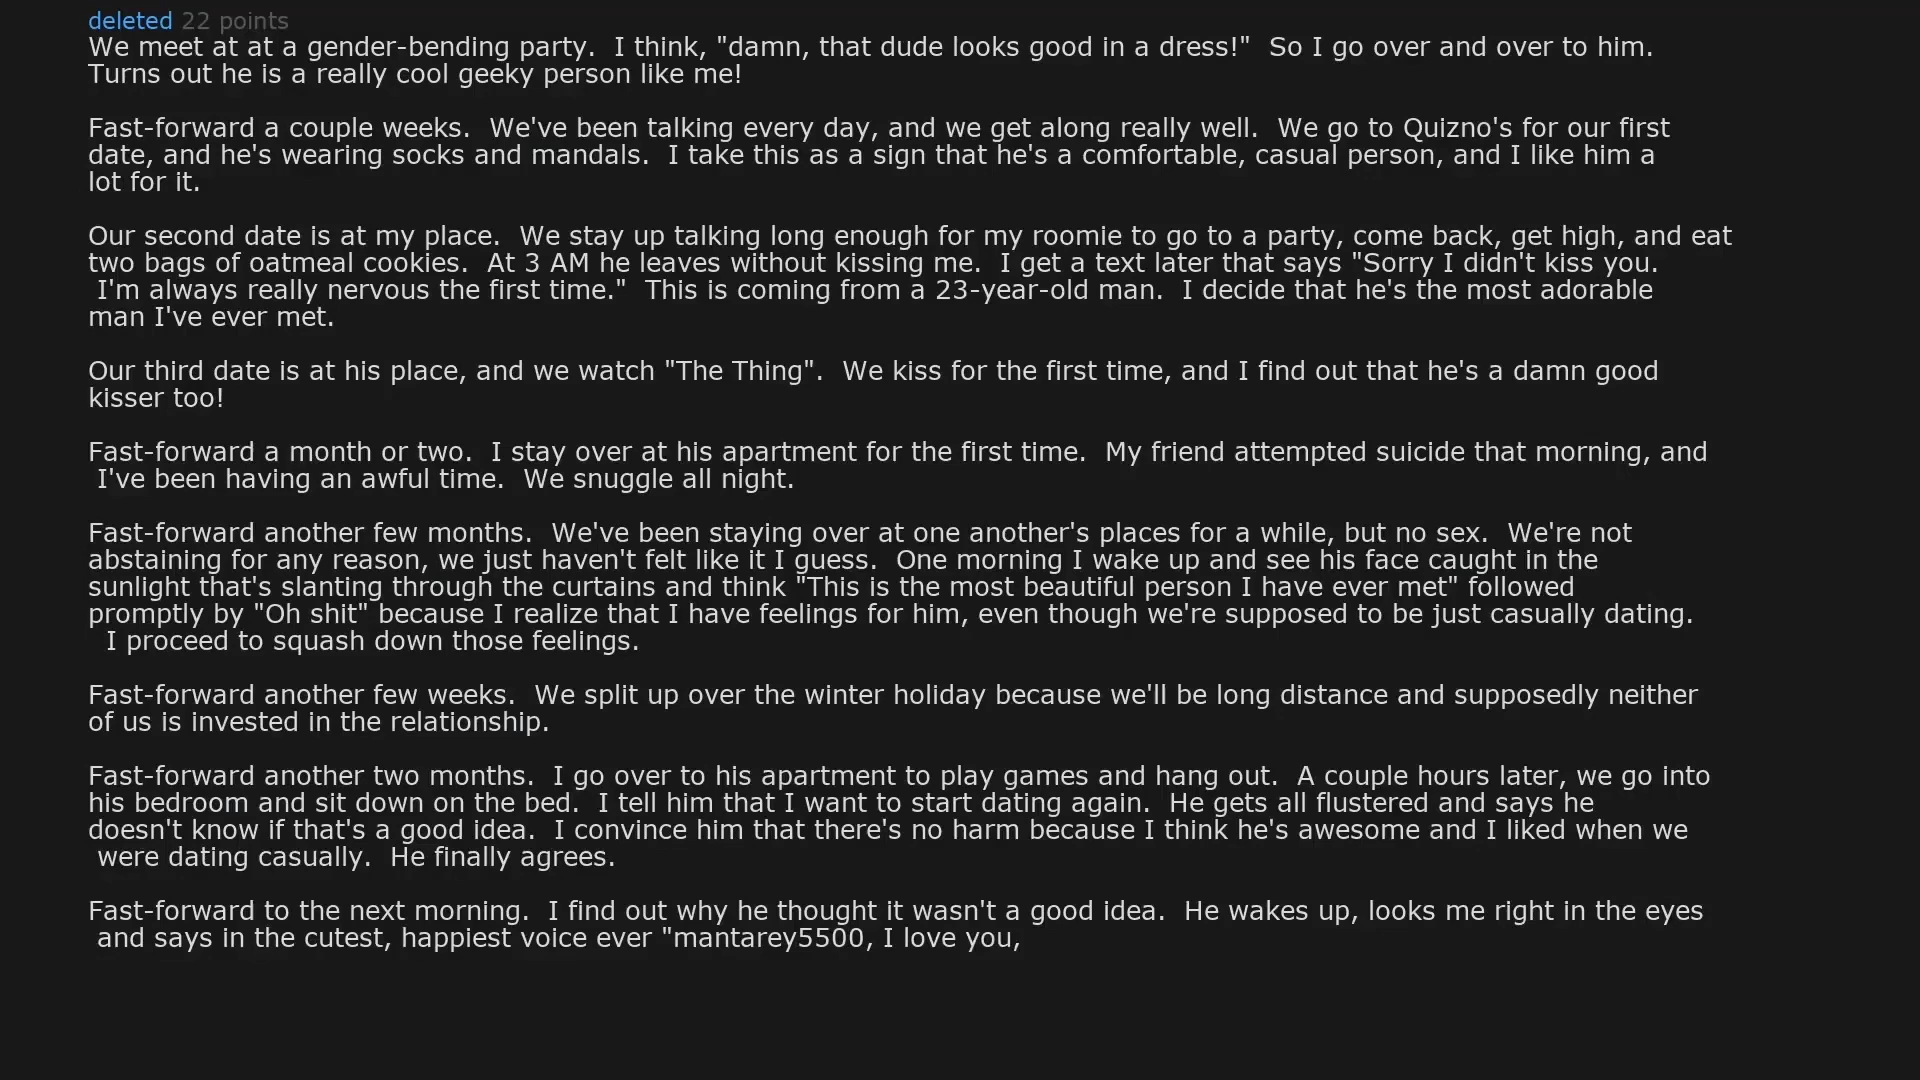 deleted 22 points
We meet at at a gender-bending party.  I think, "damn, that dude looks good in a dress!"  So I go over and over to him.
Turns out he is a really cool geeky person like me!
Fast-forward a couple weeks.  We've been talking every day, and we get along really well.  We go to Quizno's for our first
date, and he's wearing socks and mandals.  I take this as a sign that he's a comfortable, casual person, and I like him a
lot for it.
Our second date is at my place.  We stay up talking long enough for my roomie to go to a party, come back, get high, and eat
two bags of oatmeal cookies.  At 3 AM he leaves without kissing me.  I get a text later that says "Sorry I didn't kiss you.
I'm always really nervous the first time."  This is coming from a 23-year-old man.  I decide that he's the most adorable
man I've ever met.
Our third date is at his place, and we watch "The Thing".  We kiss for the first time, and I find out that he's a damn good
kisser too!
Fast-forward a month or two.  I stay over at his apartment for the first time.  My friend attempted suicide that morning, and
I've been having an awful time.  We snuggle all night.
Fast-forward another few months.  We've been staying over at one another's places for a while, but no sex.  We're not
abstaining for any reason, we just haven't felt like it I guess.  One morning I wake up and see his face caught in the
sunlight that's slanting through the curtains and think "This is the most beautiful person I have ever met" followed
promptly by "Oh shit" because I realize that I have feelings for him, even though we're supposed to be just casually dating.
I proceed to squash down those feelings.
Fast-forward another few weeks.  We split up over the winter holiday because we'll be long distance and supposedly neither
of us is invested in the relationship.
Fast-forward another two months.  I go over to his apartment to play games and hang out.  A couple hours later, we go into
his bedroom and sit down on the bed.  I tell him that I want to start dating again.  He gets all flustered and says he
doesn't know if that's a good idea.  I convince him that there's no harm because I think he's awesome and I liked when we
were dating casually.  He finally agrees.
Fast-forward to the next morning.  I find out why he thought it wasn't a good idea.  He wakes up, looks me right in the eyes
and says in the cutest, happiest voice ever "mantarey5500, I love you,